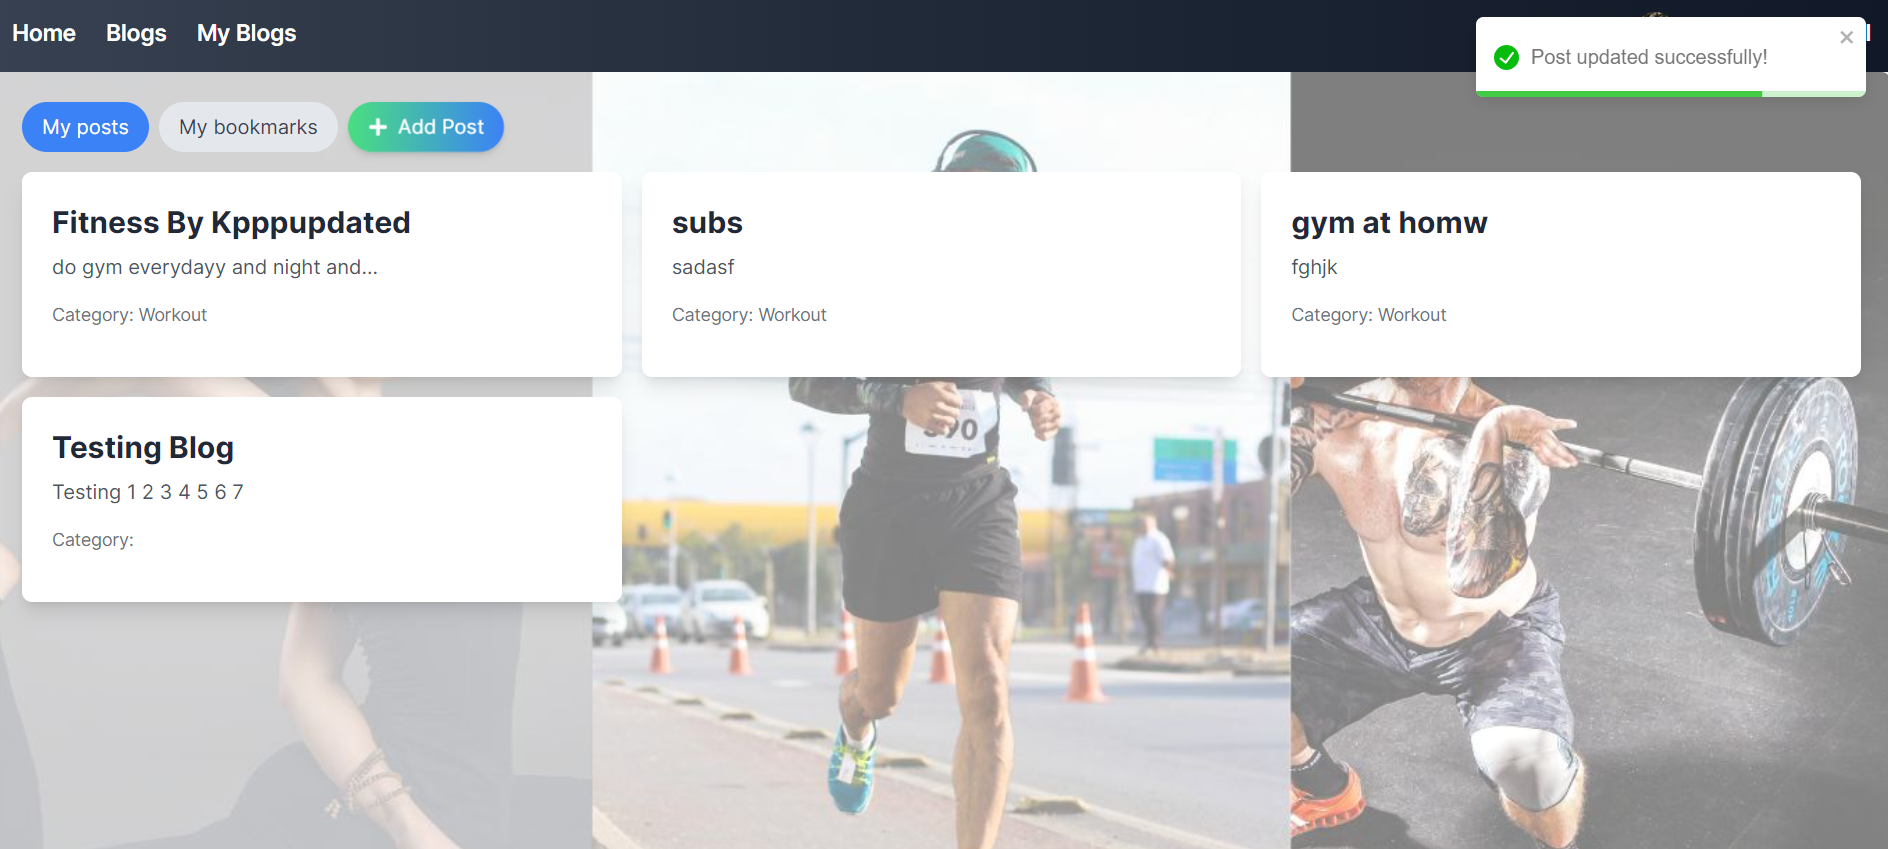 Home Blogs My Blogs
Post updated successfully!
My posts My bookmarks Add Post
Fitness By Kpppupdated
do gym everydayy and night and...
Category: Workout
subs
sadasf
Category: Workout
gym at homw
fghjk
Category: Workout
Testing Blog
Testing 1 2 3 4 5 6 7
Category: